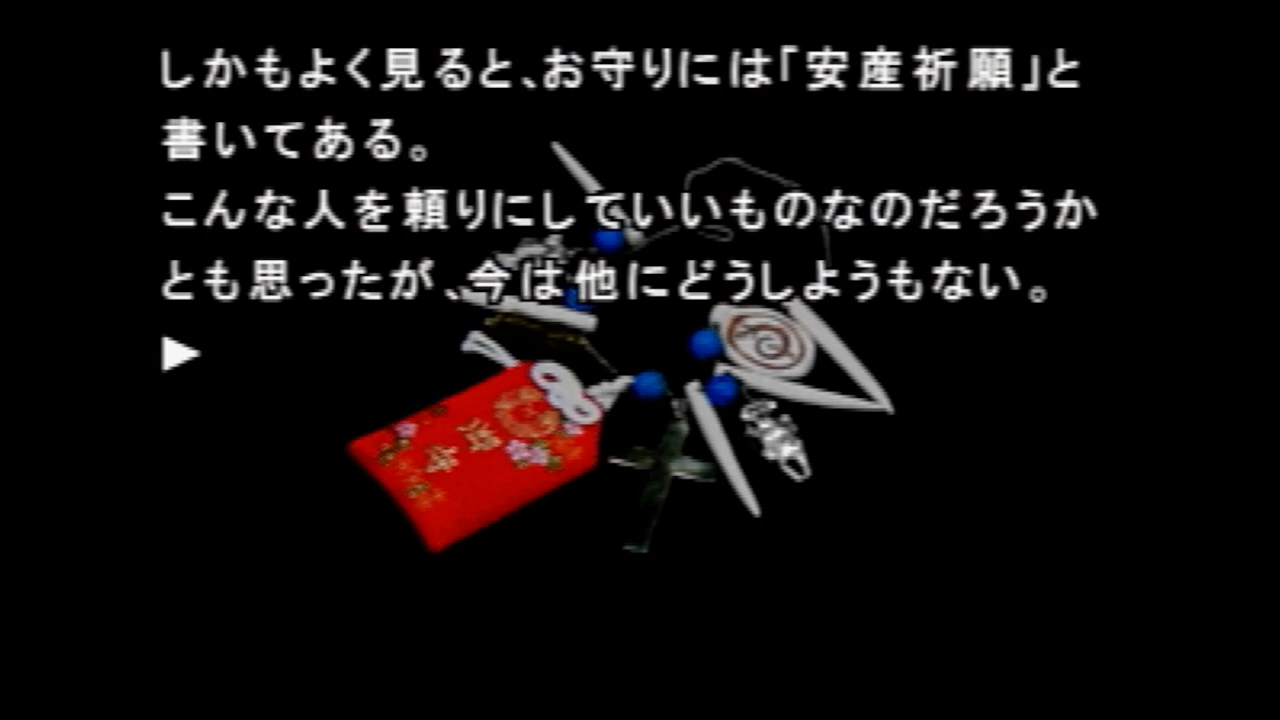 しかもよく見ると、お守りには「安産祈願」と
書いてある。
こんな人を頼りにしていいものなのだろうか
とも思ったが、今は他にどうしようもない。